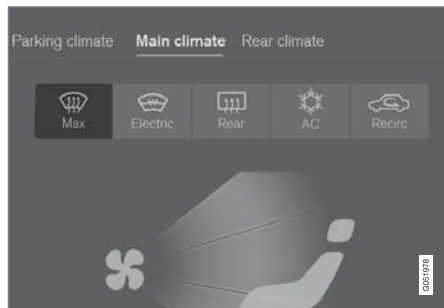 Parking climate Main climate Rear climate
Max Electric Rear AC Recirc
G051978